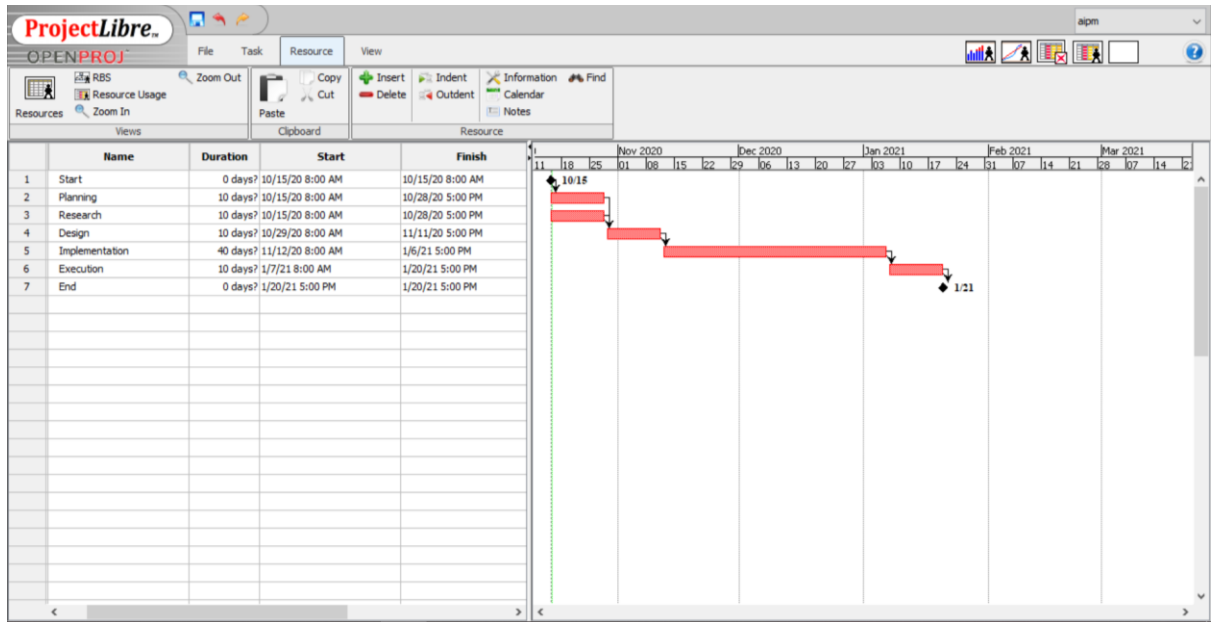 ProjectLibre™
OPENPROJ
aipm
File Task Resource View
RBS Zoom Out Copy Insert Indent Information Find
Resource Usage Cut Delete Outdent Calendar
Resources Zoom In Paste Notes
Views Clipboard Resource
Name Duration Start Finish
Nov 2020 Dec 2020 Jan 2021 Feb 2021 Mar 2021
11 18 25 01 08 15 22 29 06 13 20 27 03 10 17 24 31 07 14 21 28 07 14
1 Start 0 days? 10/15/20 8:00 AM 10/15/20 8:00 AM 10/15
2 Planning 10 days? 10/15/20 8:00 AM 10/28/20 5:00 PM
3 Research 10 days? 10/15/20 8:00 AM 10/28/20 5:00 PM
4 Design 10 days? 10/29/20 8:00 AM 11/11/20 5:00 PM
5 Implementation 40 days? 11/12/20 8:00 AM 1/6/21 5:00 PM
6 Execution 10 days? 1/7/21 8:00 AM 1/20/21 5:00 PM
7 End 0 days? 1/20/21 5:00 PM 1/20/21 5:00 PM 1/21